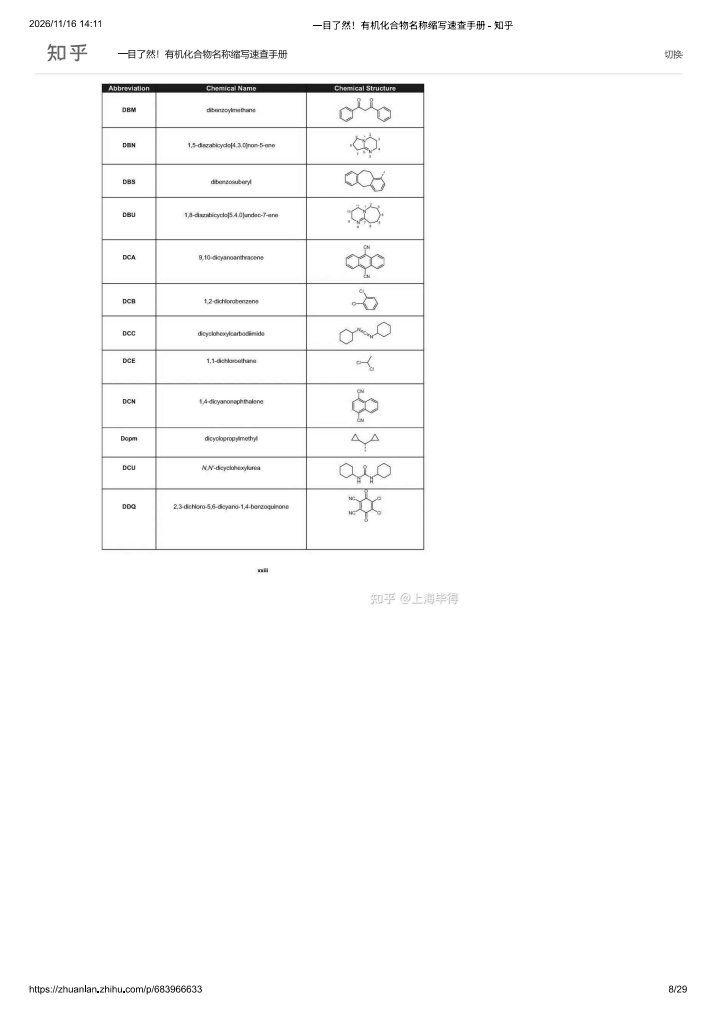 2026/11/16 14:11 一目了然！有机化合物名称缩写速查手册 - 知乎
知乎 一目了然！有机化合物名称缩写速查手册 切换
Abbreviation Chemical Name Chemical Structure
DBM dibenzoylmethane
O O
DBN 1,5-diazabicyclo[4.3.0]non-5-ene
DBS dibenzosuberyl
DBU 1,8-diazabicyclo[5.4.0]undec-7-ene
DCA 9,10-dicyanoanthracene
CN
CN
DCB 1,2-dichlorobenzene
Cl
Cl
DCC dicyclohexylcarbodiimide
N=C=N
DCE 1,1-dichloroethane
Cl
Cl
DCN 1,4-dicyanonaphthalene
CN
CN
Dcpm dicyclopropylmethyl
DCU N,N'-dicyclohexylurea
O
N N
H H
DDQ 2,3-dichloro-5,6-dicyano-1,4-benzoquinone
O
NC Cl
NC Cl
O
xxiii
知乎 @上海毕得
https://zhuanlan.zhihu.com/p/683966633 8/29